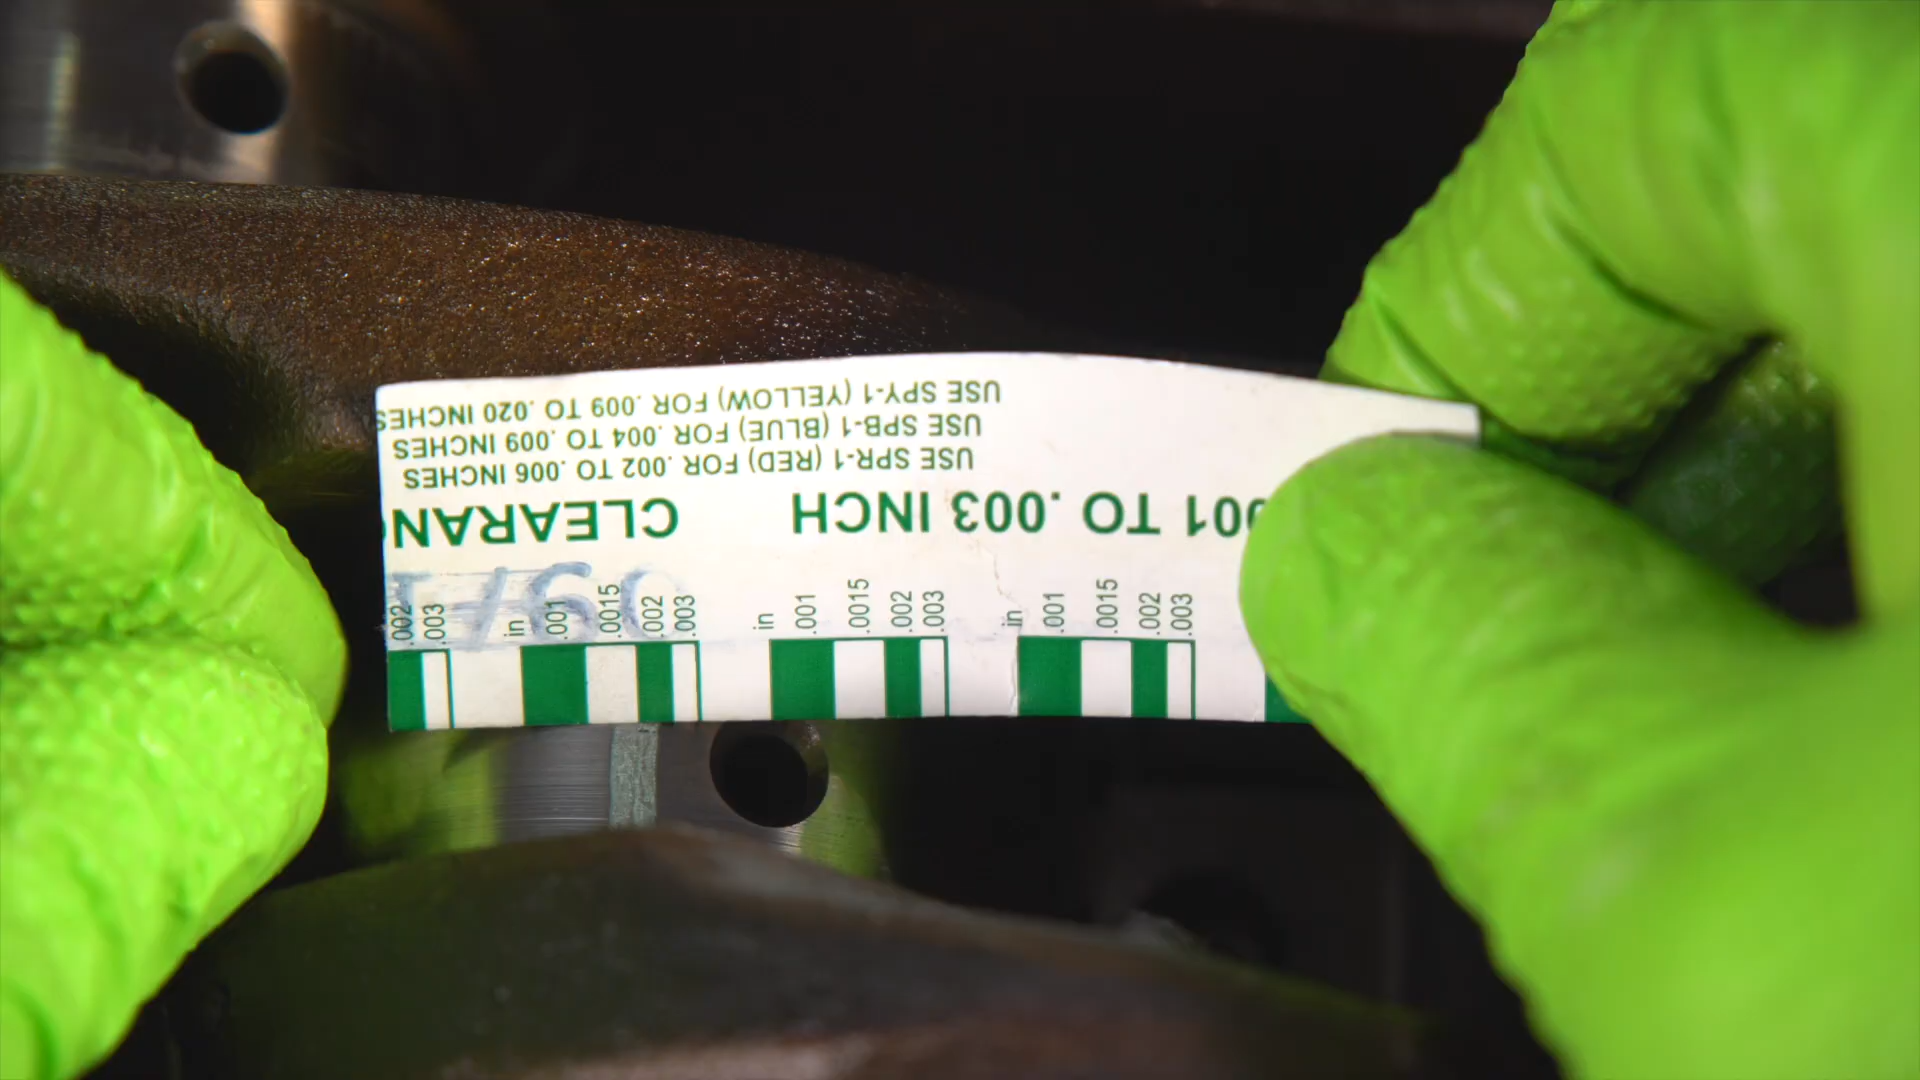 .001 TO .003 INCH CLEARAN
USE SPR-1 (RED) FOR .002 TO .006 INCHES
USE SPB-1 (BLUE) FOR .004 TO .009 INCHES
USE SPY-1 (YELLOW) FOR .009 TO .020 INCHES
.002 .003 in .001 .0015 .002 .003 in .001 .0015 .002 .003 in .001 .0015 .002 .003